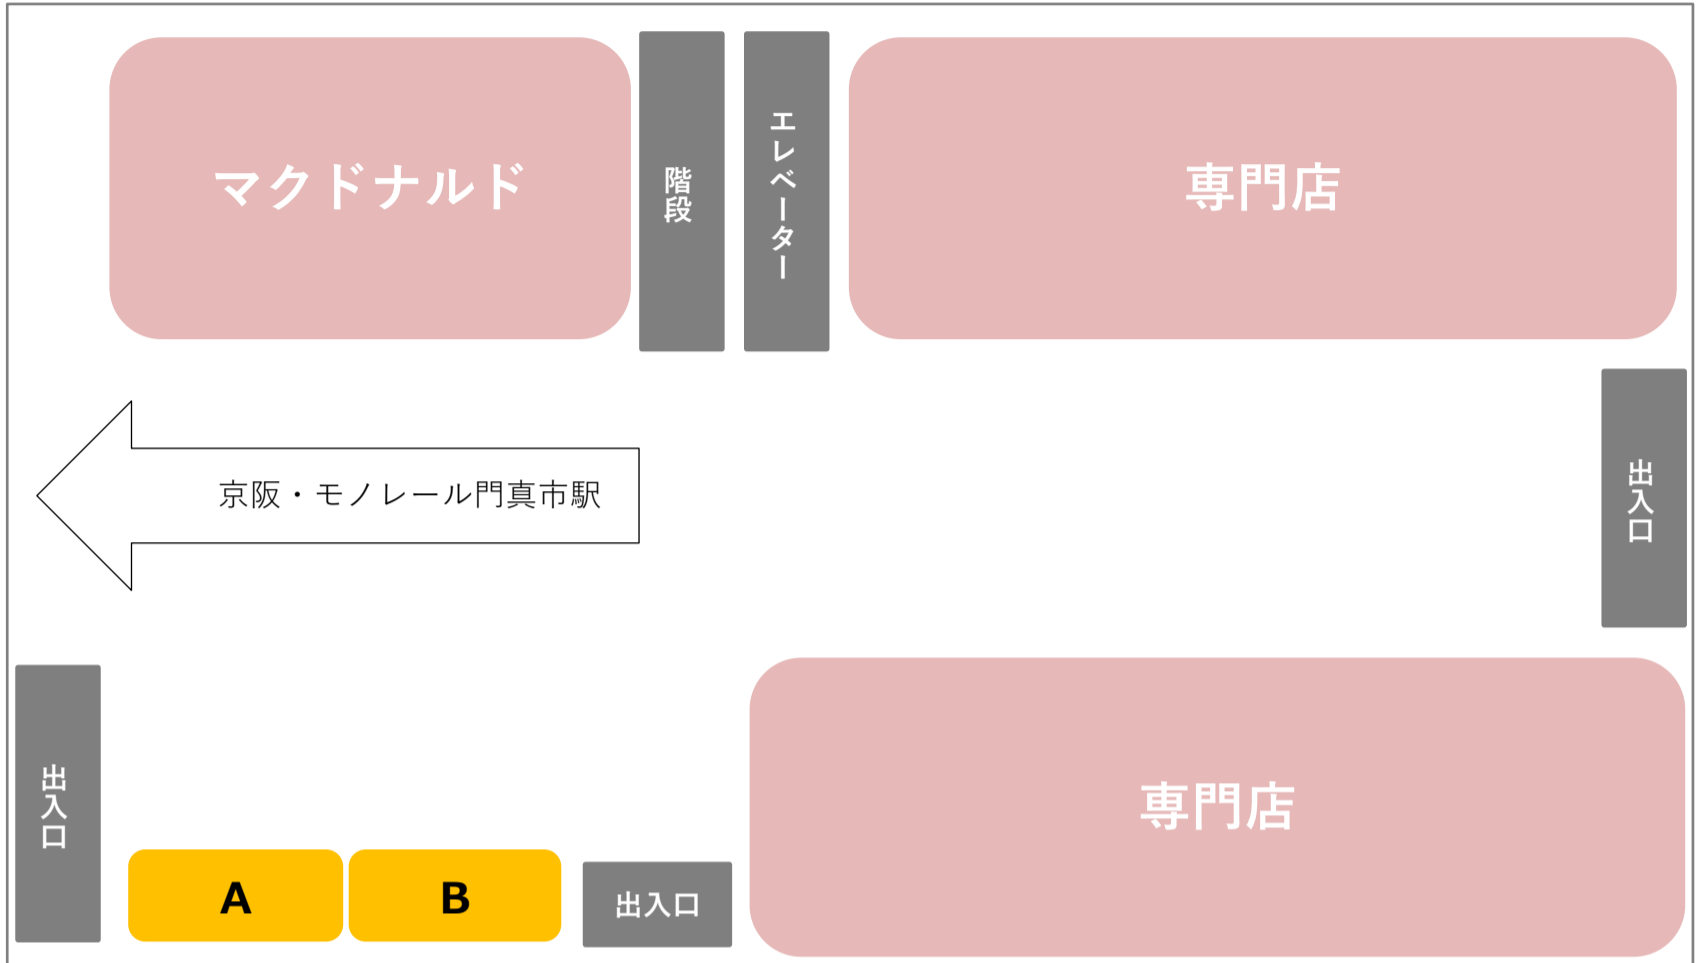 マクドナルド
階段
エレベーター
専門店
京阪・モノレール門真市駅
出入口
出入口
専門店
A
B
出入口